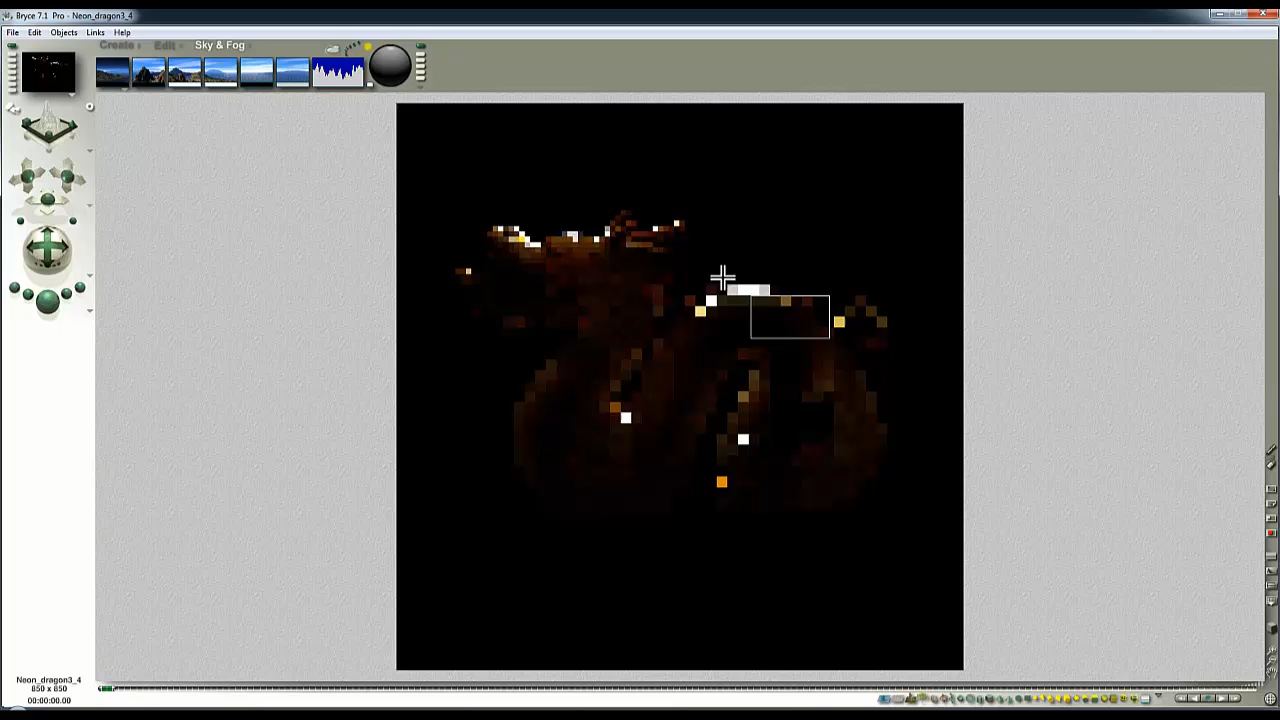 Bryce 7.1 Pro - Neon_dragon3_4
File Edit Objects Links Help
Create Edit Sky & Fog
Neon_dragon3_4
850 x 850
00:00:00.00